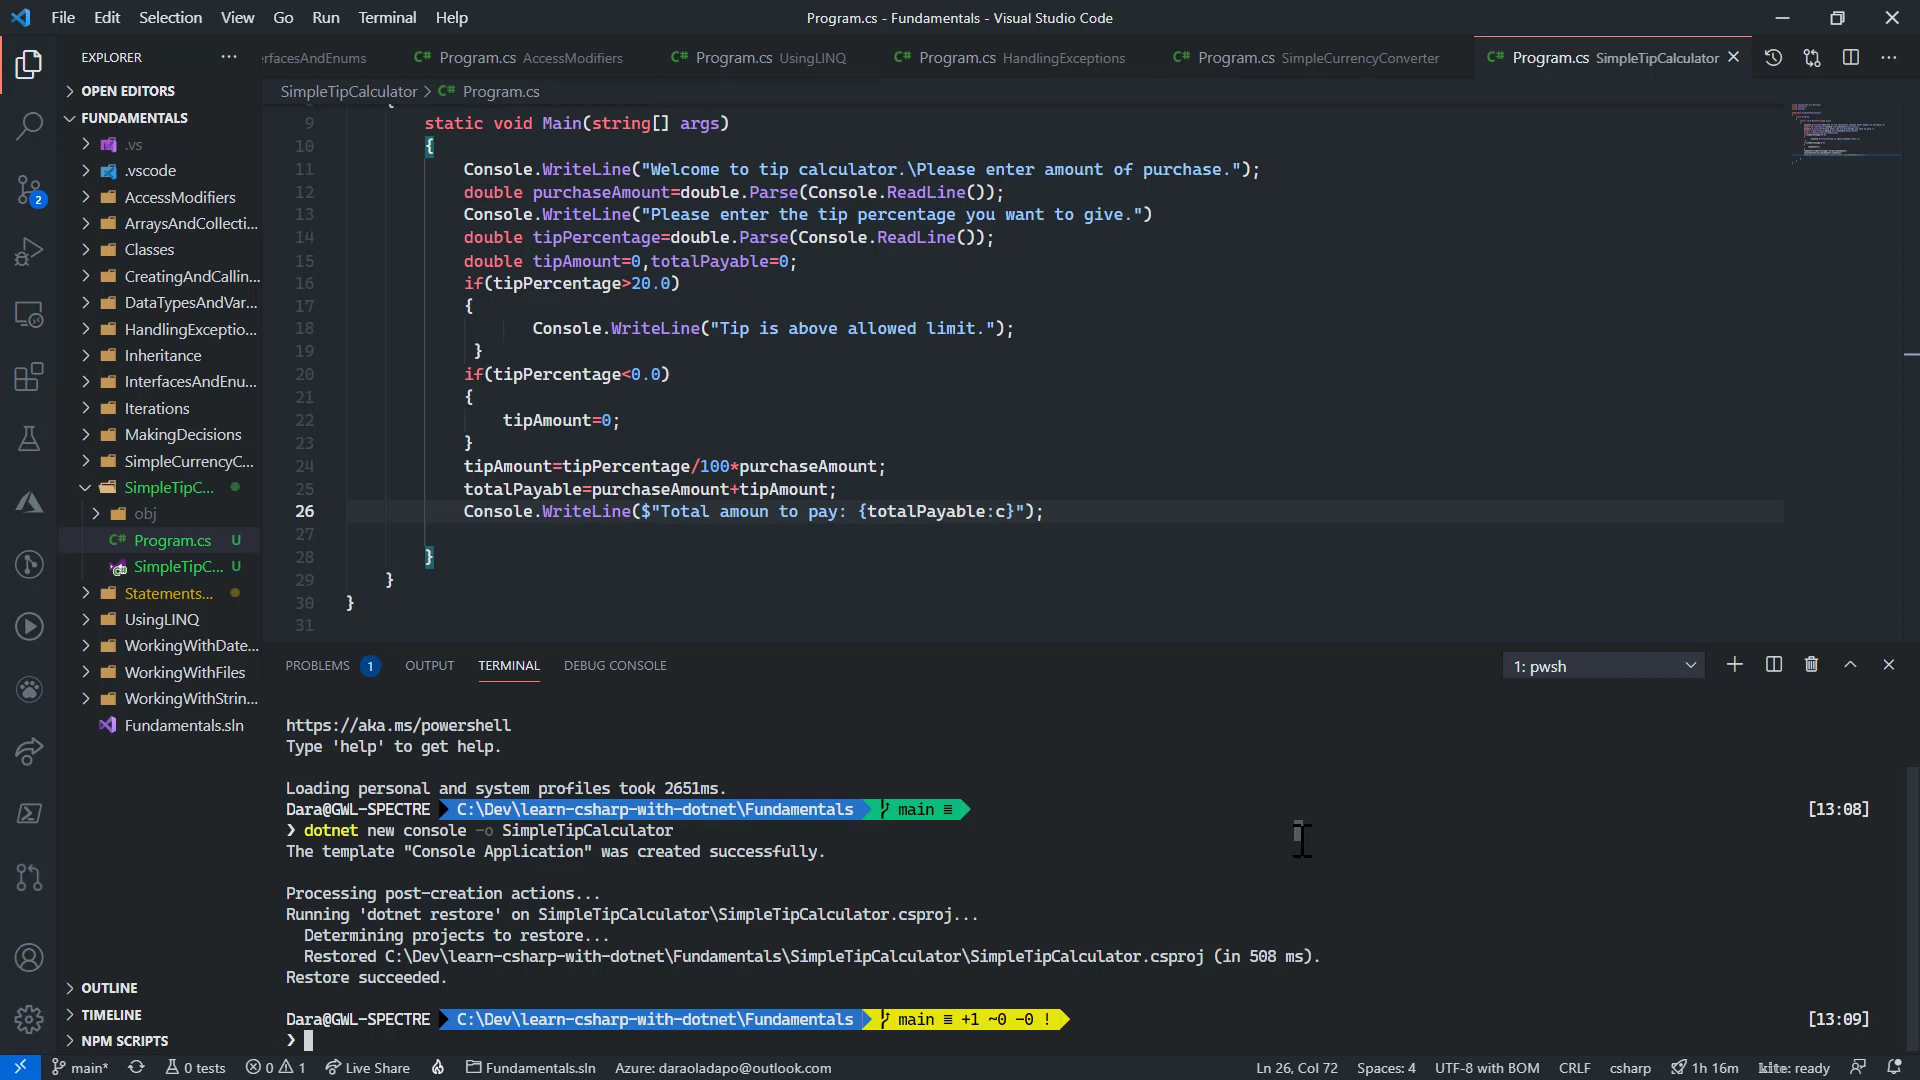 File Edit Selection View Go Run Terminal Help
Program.cs - Fundamentals - Visual Studio Code
EXPLORER
erfacesAndEnums
C# Program.cs AccessModifiers
C# Program.cs UsingLINQ
C# Program.cs HandlingExceptions
C# Program.cs SimpleCurrencyConverter
C# Program.cs SimpleTipCalculator
SimpleTipCalculator > C# Program.cs
OPEN EDITORS
FUNDAMENTALS
.vs
.vscode
AccessModifiers
ArraysAndCollecti...
Classes
CreatingAndCallin...
DataTypesAndVar...
HandlingExceptio...
Inheritance
InterfacesAndEnu...
Iterations
MakingDecisions
SimpleCurrencyC...
SimpleTipC...
obj
C# Program.cs U
SimpleTipC... U
Statements...
UsingLINQ
WorkingWithDate...
WorkingWithFiles
WorkingWithStrin...
Fundamentals.sln
OUTLINE
TIMELINE
NPM SCRIPTS
2
9 static void Main(string[] args)
10 {
11 Console.WriteLine("Welcome to tip calculator.\Please enter amount of purchase.");
12 double purchaseAmount=double.Parse(Console.ReadLine());
13 Console.WriteLine("Please enter the tip percentage you want to give.")
14 double tipPercentage=double.Parse(Console.ReadLine());
15 double tipAmount=0,totalPayable=0;
16 if(tipPercentage>20.0)
17 {
18 Console.WriteLine("Tip is above allowed limit.");
19 }
20 if(tipPercentage<0.0)
21 {
22 tipAmount=0;
23 }
24 tipAmount=tipPercentage/100*purchaseAmount;
25 totalPayable=purchaseAmount+tipAmount;
26 Console.WriteLine($"Total amoun to pay: {totalPayable:c}");
27
28 }
29 }
30 }
31
PROBLEMS 1 OUTPUT TERMINAL DEBUG CONSOLE
1: pwsh
https://aka.ms/powershell
Type 'help' to get help.
Loading personal and system profiles took 2651ms.
Dara@GWL-SPECTRE C:\Dev\learn-csharp-with-dotnet\Fundamentals main ≡ [13:08]
❯ dotnet new console -o SimpleTipCalculator
The template "Console Application" was created successfully.
Processing post-creation actions...
Running 'dotnet restore' on SimpleTipCalculator\SimpleTipCalculator.csproj...
Determining projects to restore...
Restored C:\Dev\learn-csharp-with-dotnet\Fundamentals\SimpleTipCalculator\SimpleTipCalculator.csproj (in 508 ms).
Restore succeeded.
Dara@GWL-SPECTRE C:\Dev\learn-csharp-with-dotnet\Fundamentals main ≡ +1 ~0 -0 ! [13:09]
❯
main* 0 tests 0 1 Live Share Fundamentals.sln Azure: daraoladapo@outlook.com Ln 26, Col 72 Spaces: 4 UTF-8 with BOM CRLF csharp 1h 16m kite: ready